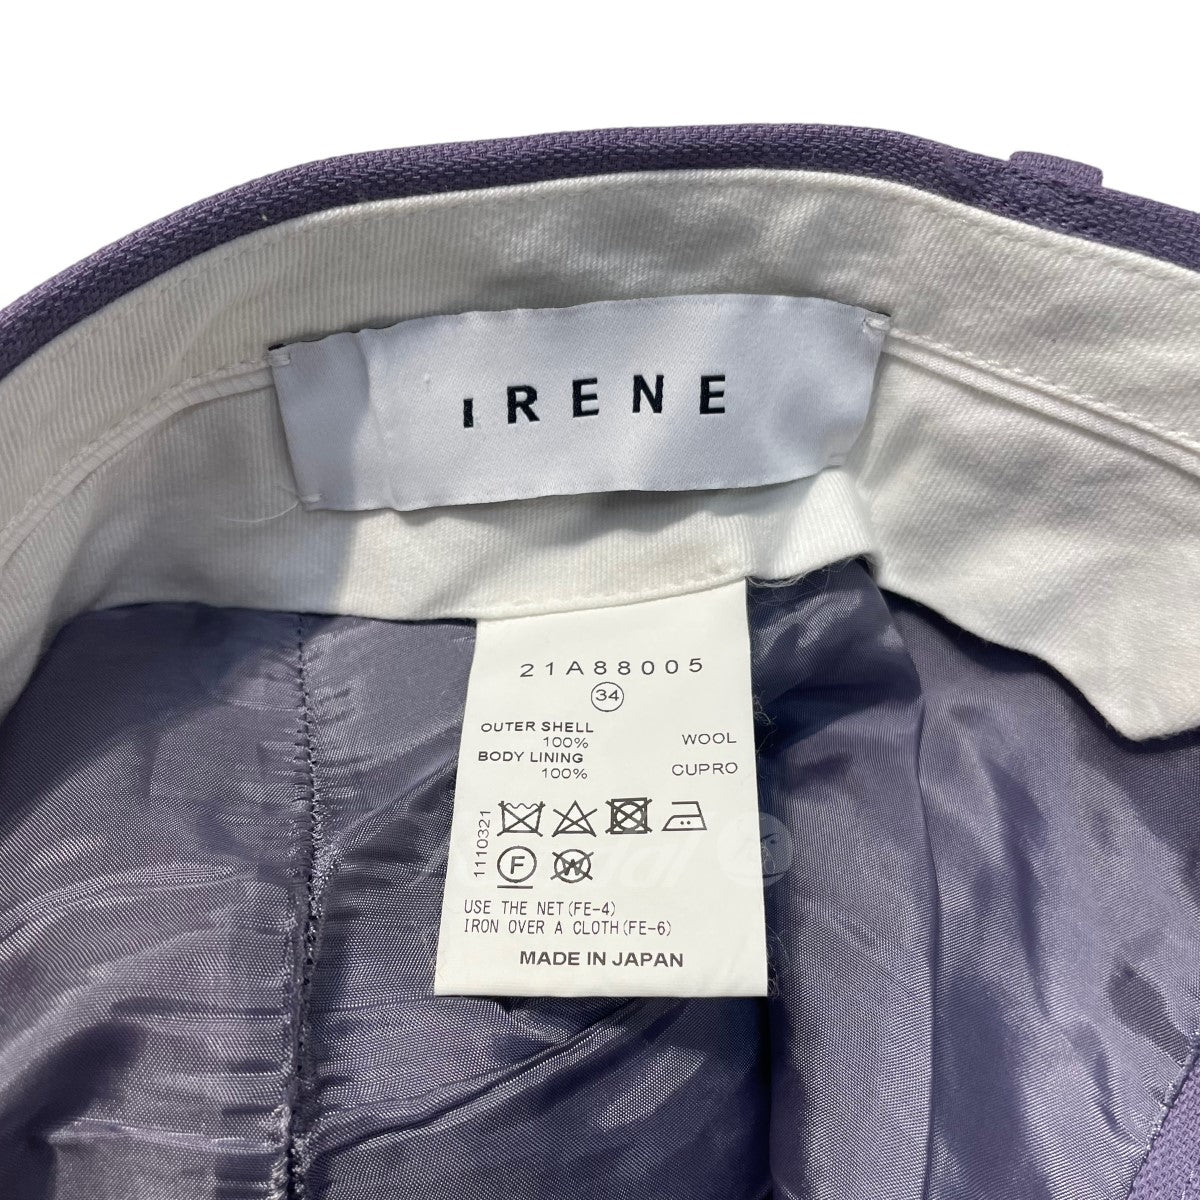 IRENE
21A88005
34
OUTER SHELL
100% WOOL
BODY LINING
100% CUPRO
1110321
F W
USE THE NET(FE-4)
IRON OVER A CLOTH(FE-6)
MADE IN JAPAN